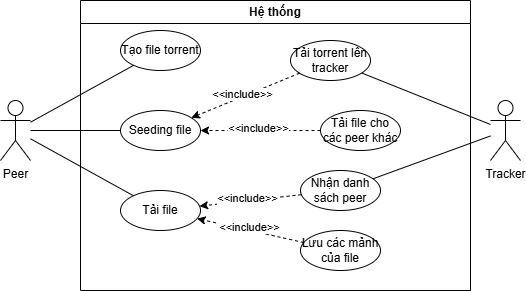 Hệ thống
Tạo file torrent
Tải torrent lên
tracker
<<include>>
Seeding file
<<include>>
Tải file cho
các peer khác
Peer
Tracker
Nhận danh
sách peer
<<include>>
Tải file
<<include>>
Lưu các mảnh
của file